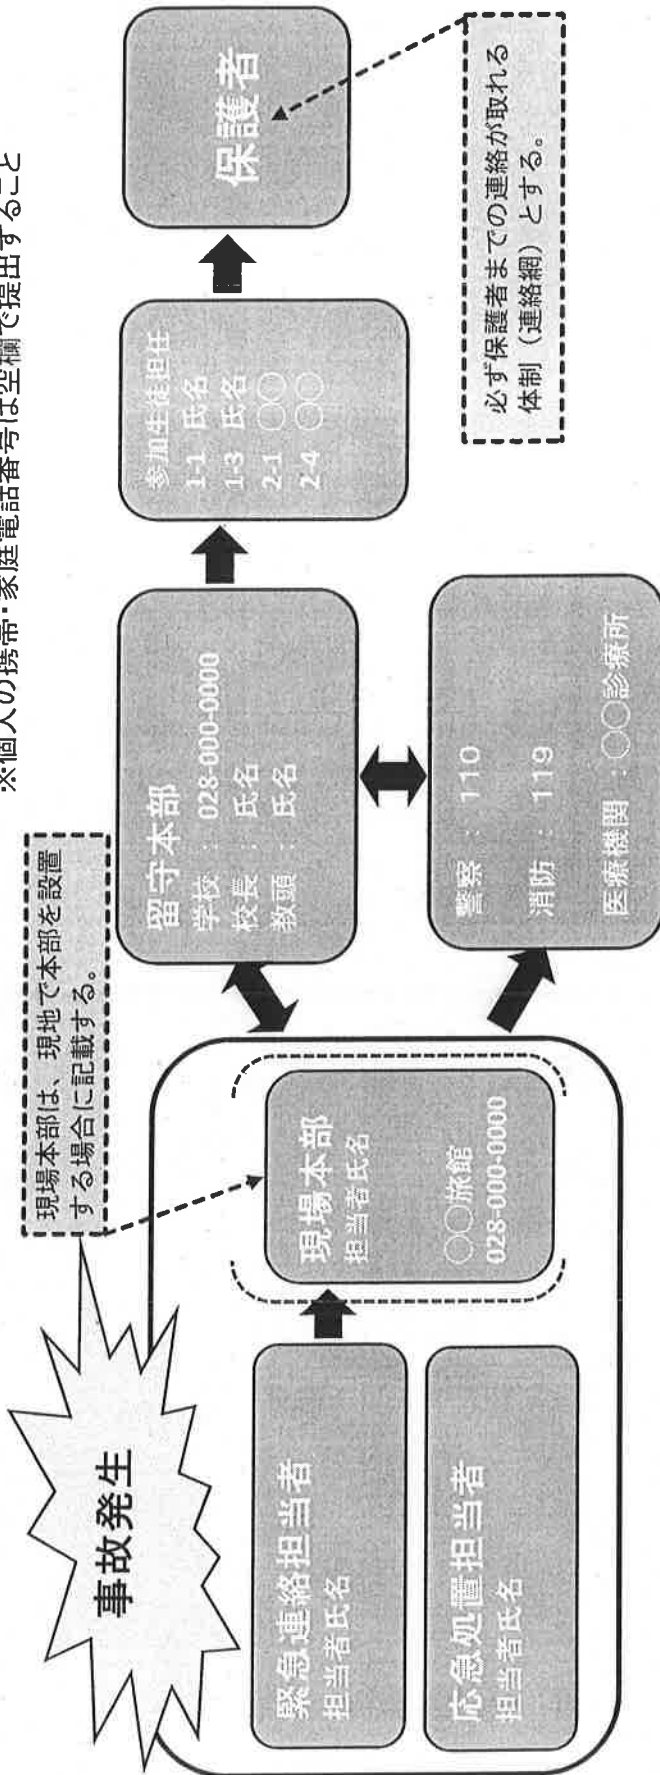 ※個人の携帯・家庭電話番号は空欄で提出すること
事故発生
現場本部は、現地で本部を設置
する場合に記載する。
緊急連絡担当者
担当者氏名
応急処置担当者
担当者氏名
現場本部
担当者氏名
○○旅館
028-000-0000
留守本部
学校 : 028-000-0000
校長 : 氏名
教頭 : 氏名
警察 : 110
消防 : 119
医療機関 :○○診療所
参加生徒担任
1-1 氏名
1-3 氏名
2-1 ○○
2-4 ○○
保護者
必ず保護者までの連絡が取れる
体制（連絡網）とする。